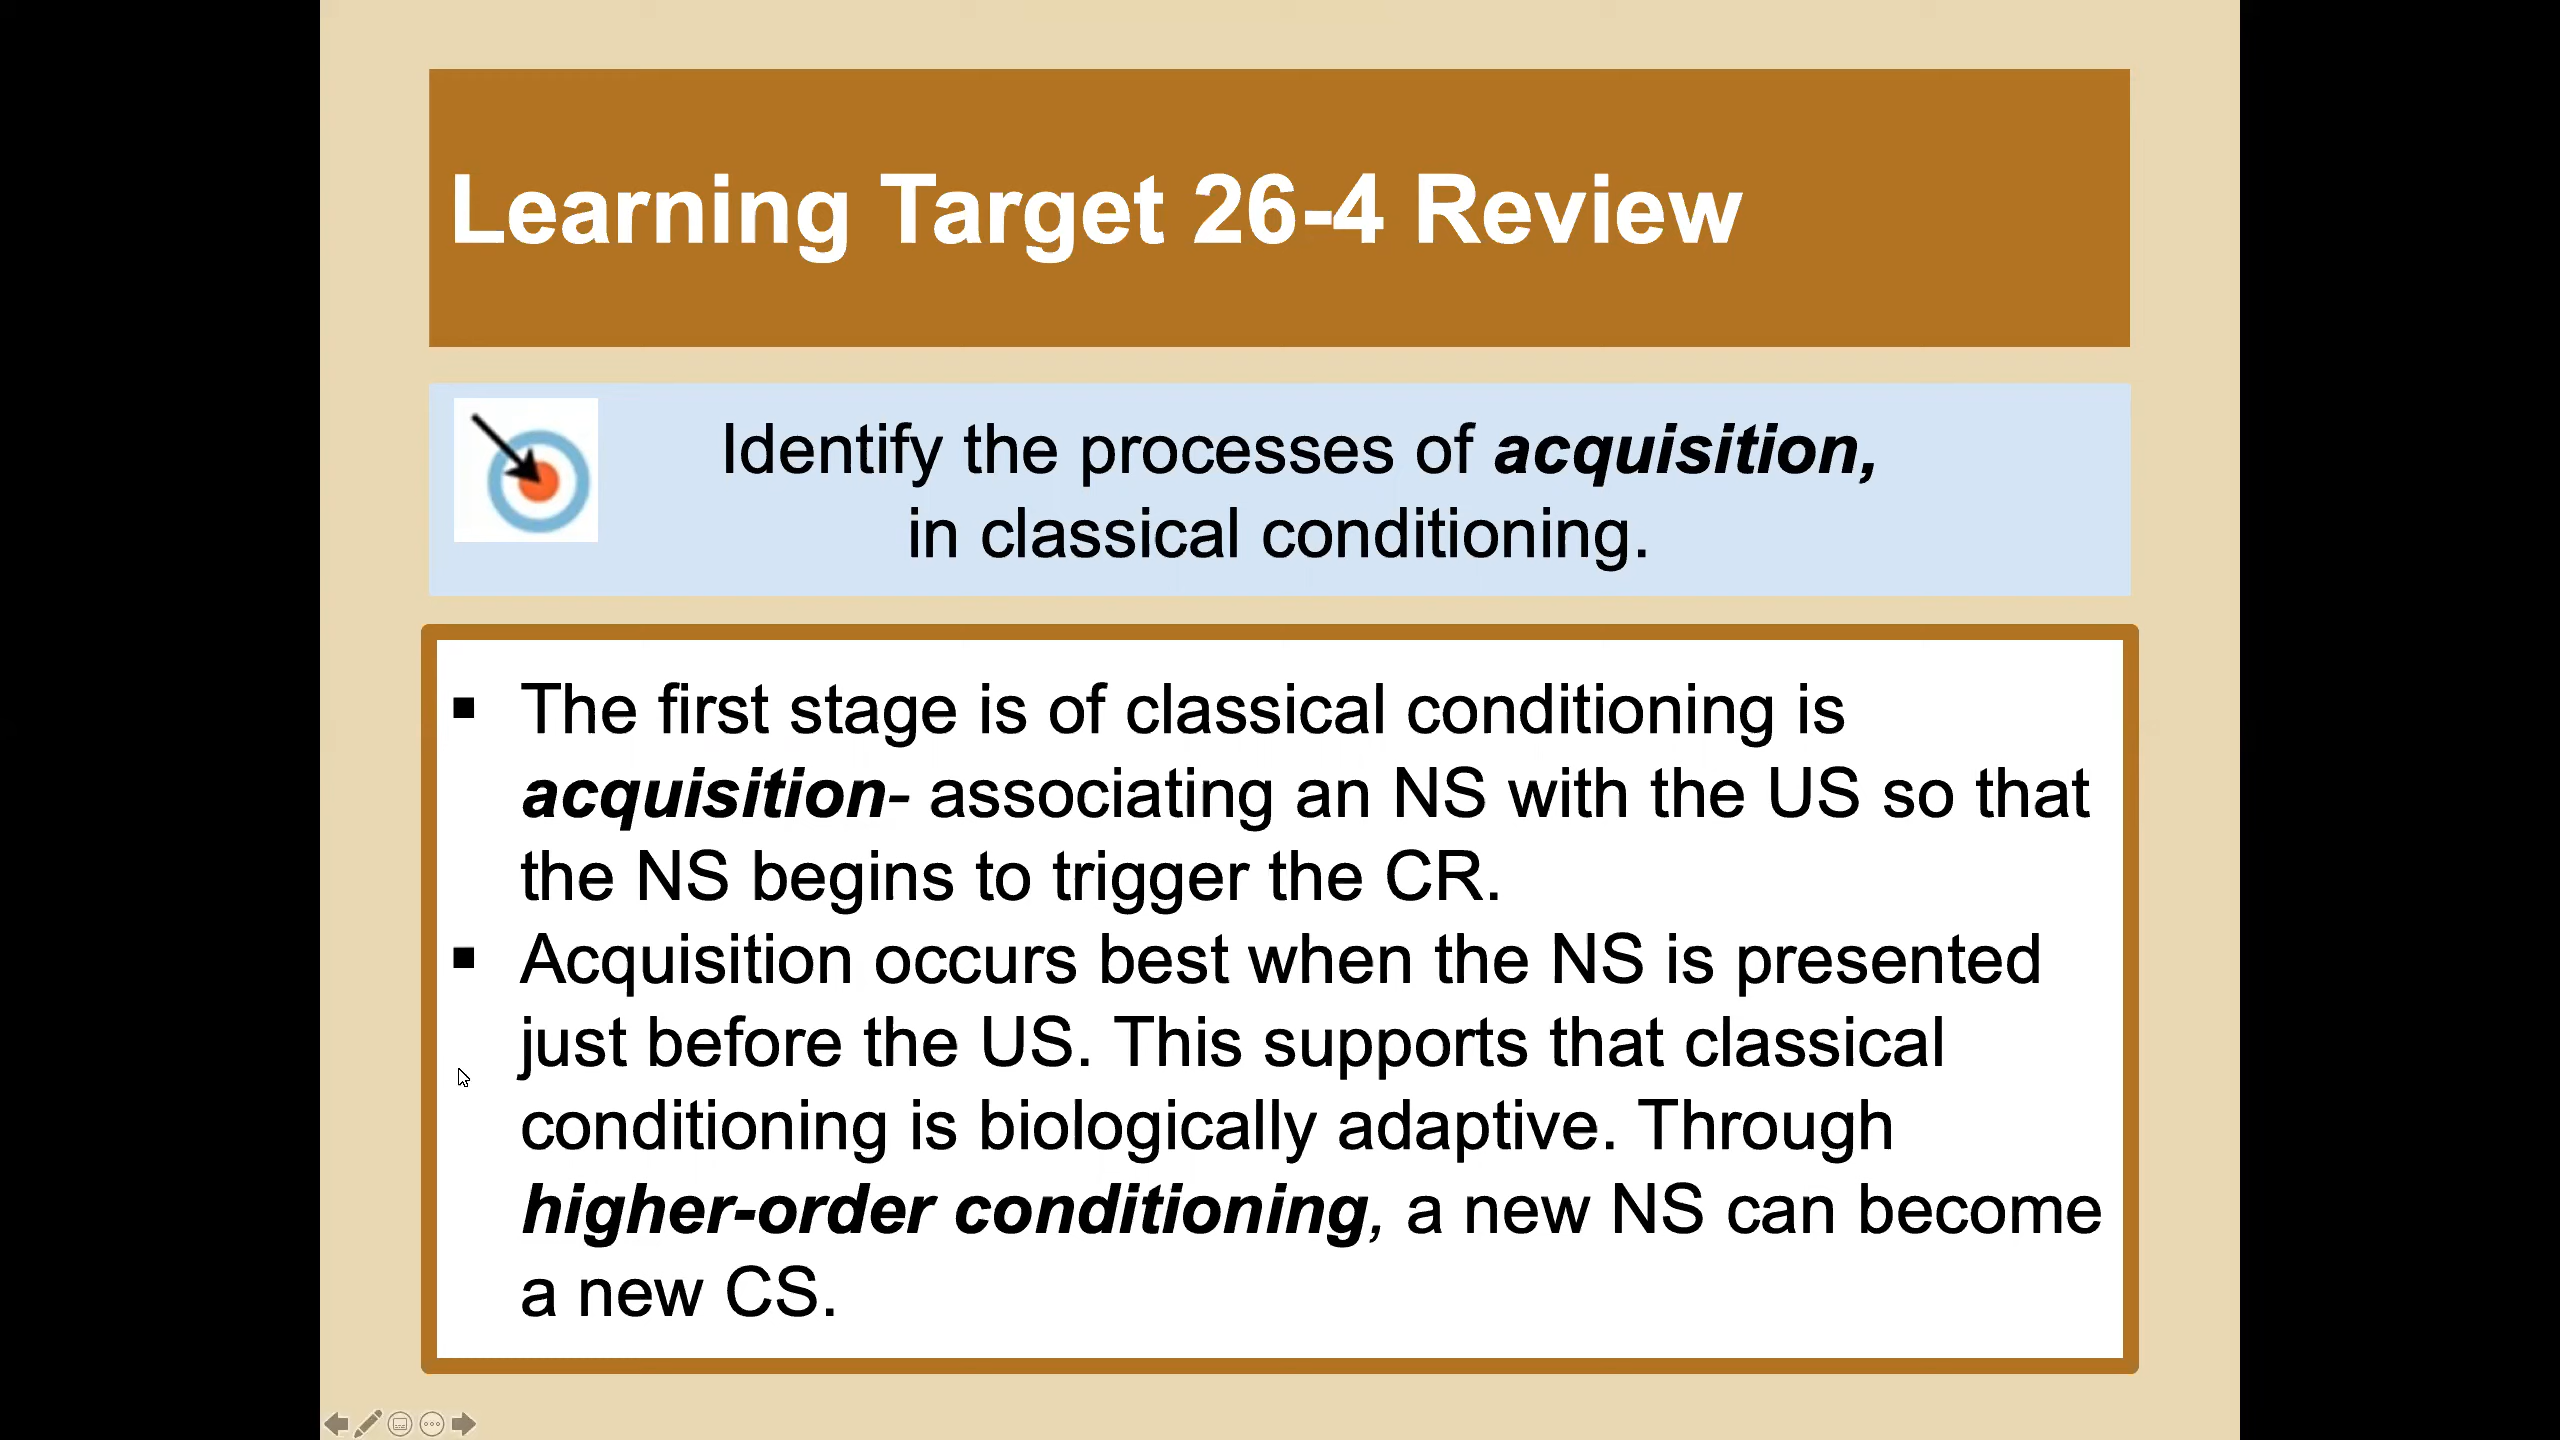 Learning Target 26-4 Review
Identify the processes of acquisition,
in classical conditioning.
▪ The first stage is of classical conditioning is
acquisition- associating an NS with the US so that
the NS begins to trigger the CR.
▪ Acquisition occurs best when the NS is presented
just before the US. This supports that classical
conditioning is biologically adaptive. Through
higher-order conditioning, a new NS can become
a new CS.